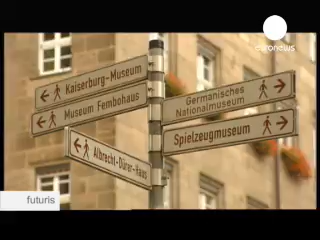 euronews
Kaiserburg-Museum
Museum Fembohaus
Albrecht-Dürer-Haus
Germanisches
Nationalmuseum
Spielzeugmuseum
futuris